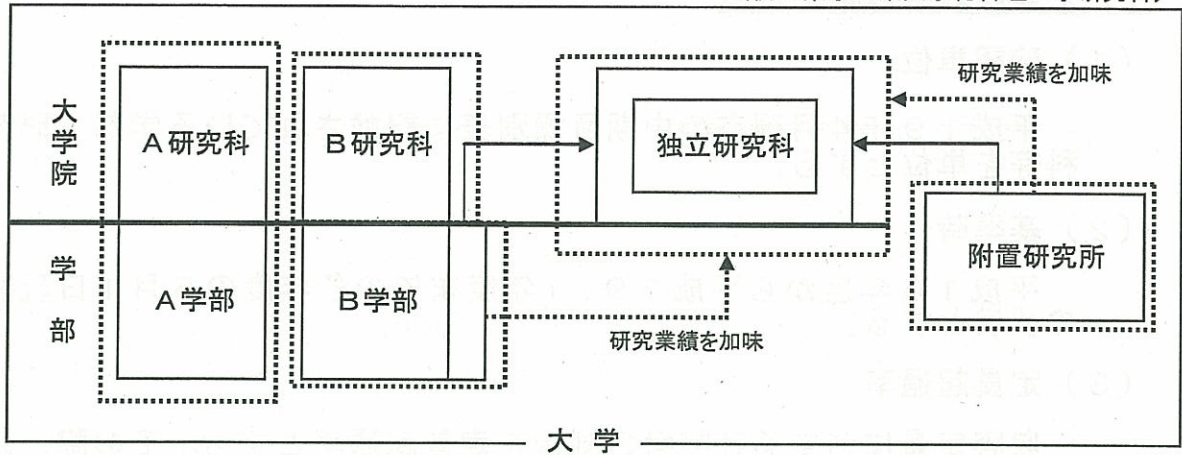 研究業績を加味
大学院
A研究科
B研究科
独立研究科
附置研究所
学部
A学部
B学部
研究業績を加味
大学